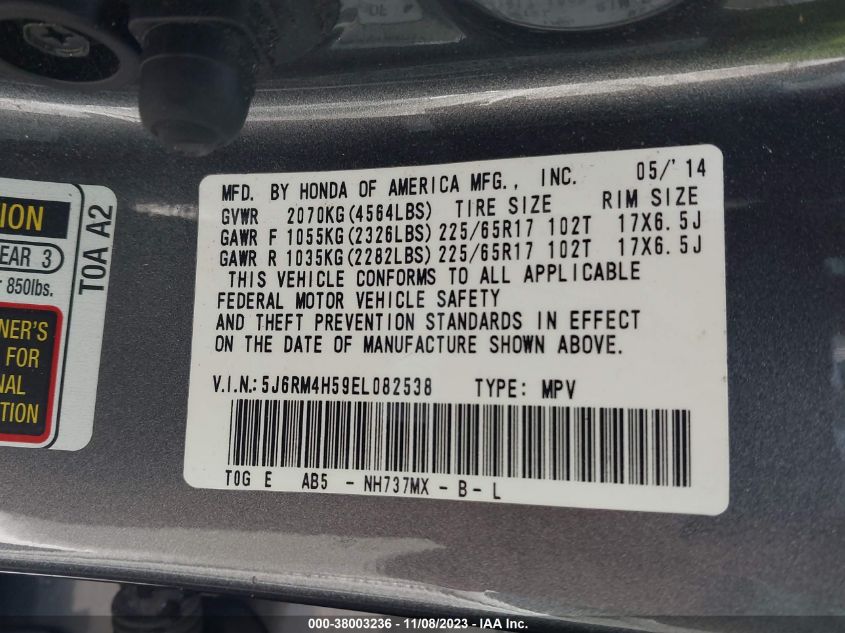 MFD. BY HONDA OF AMERICA MFG., INC. 05/'14
GVWR 2070KG(4564LBS) TIRE SIZE RIM SIZE
GAWR F 1055KG(2326LBS) 225/65R17 102T 17X6.5J
GAWR R 1035KG(2282LBS) 225/65R17 102T 17X6.5J
THIS VEHICLE CONFORMS TO ALL APPLICABLE
FEDERAL MOTOR VEHICLE SAFETY
AND THEFT PREVENTION STANDARDS IN EFFECT
ON THE DATE OF MANUFACTURE SHOWN ABOVE.
V.I.N.:5J6RM4H59EL082538 TYPE: MPV
T0G E AB5 - NH737MX - B - L
ION
EAR 3
850lbs.
NER'S
FOR
NAL
TION
T0A A2
000-38003236 - 11/08/2023 - IAA Inc.